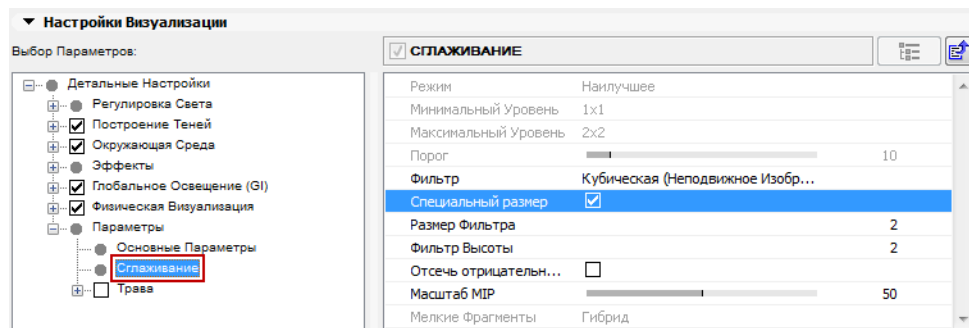 Настройки Визуализации
Выбор Параметров:
СГЛАЖИВАНИЕ
Детальные Настройки
Регулировка Света
Построение Теней
Окружающая Среда
Эффекты
Глобальное Освещение (GI)
Физическая Визуализация
Параметры
Основные Параметры
Сглаживание
Трава
Режим Наилучшее
Минимальный Уровень 1x1
Максимальный Уровень 2x2
Порог 10
Фильтр Кубическая (Неподвижное Изобр...
Специальный размер
Размер Фильтра 2
Фильтр Высоты 2
Отсечь отрицательн...
Масштаб MIP 50
Мелкие Фрагменты Гибрид